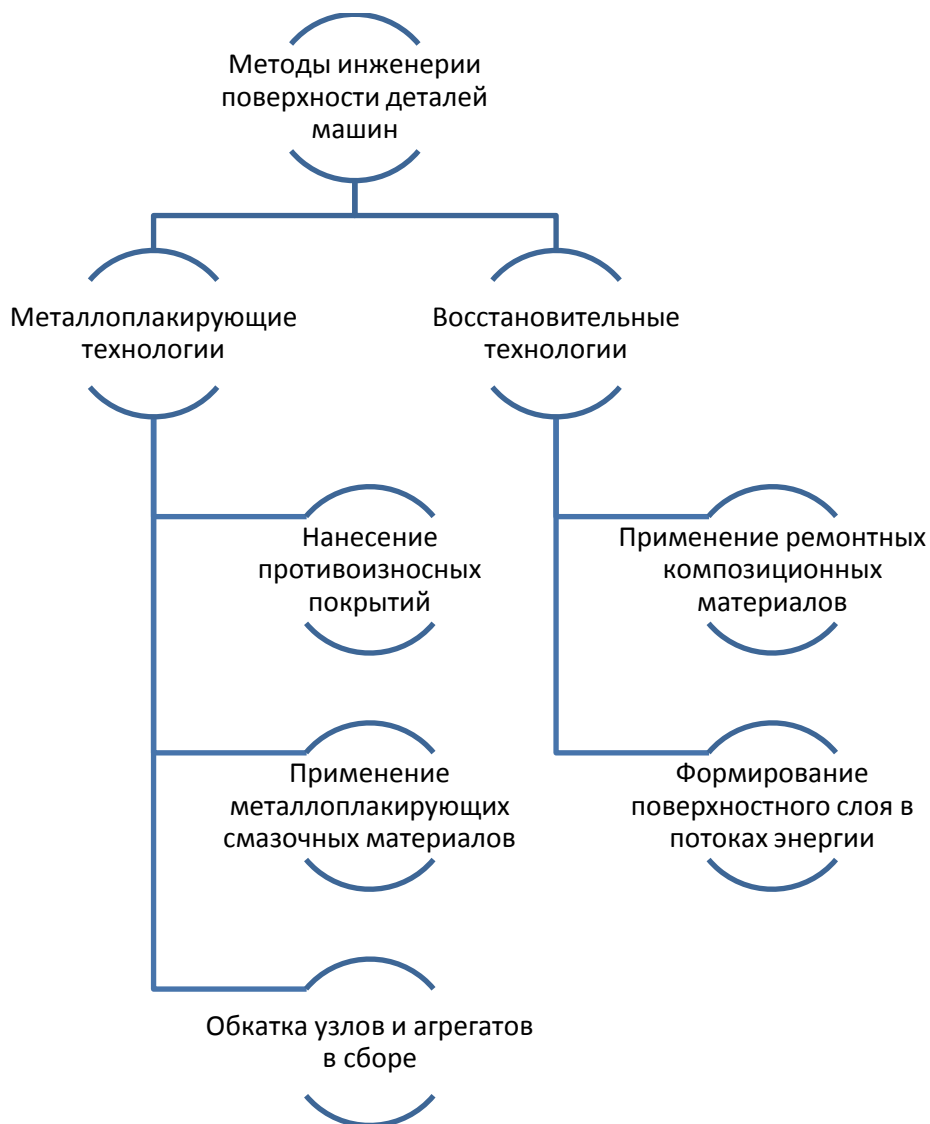 Методы инженерии
поверхности деталей
машин
Металлоплакирующие
технологии
Восстановительные
технологии
Нанесение
противоизносных
покрытий
Применение ремонтных
композиционных
материалов
Применение
металлоплакирующих
смазочных материалов
Формирование
поверхностного слоя в
потоках энергии
Обкатка узлов и агрегатов
в сборе